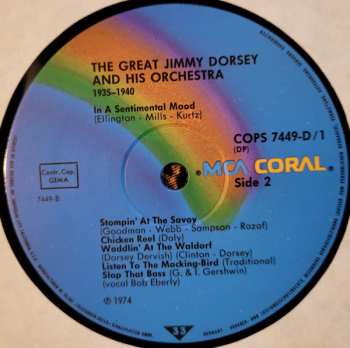 THE GREAT JIMMY DORSEY
AND HIS ORCHESTRA
1935–1940
In A Sentimental Mood
(Ellington - Mills - Kurtz)
COPS 7449-D/1
(DP)
MCA CORAL
Side 2
Contr. Cop.
GEMA
7449-B
Stompin' At The Savoy
(Goodman - Webb - Sampson - Razaf)
Chicken Reel (Daly)
Waddlin' At The Waldorf
(Dorsey Dervish) (Clinton - Dorsey)
Listen To The Mocking-Bird (Traditional)
Slap That Bass (G. & I. Gershwin)
(vocal Bob Eberly)
Ⓟ 1974
33
GERMANY